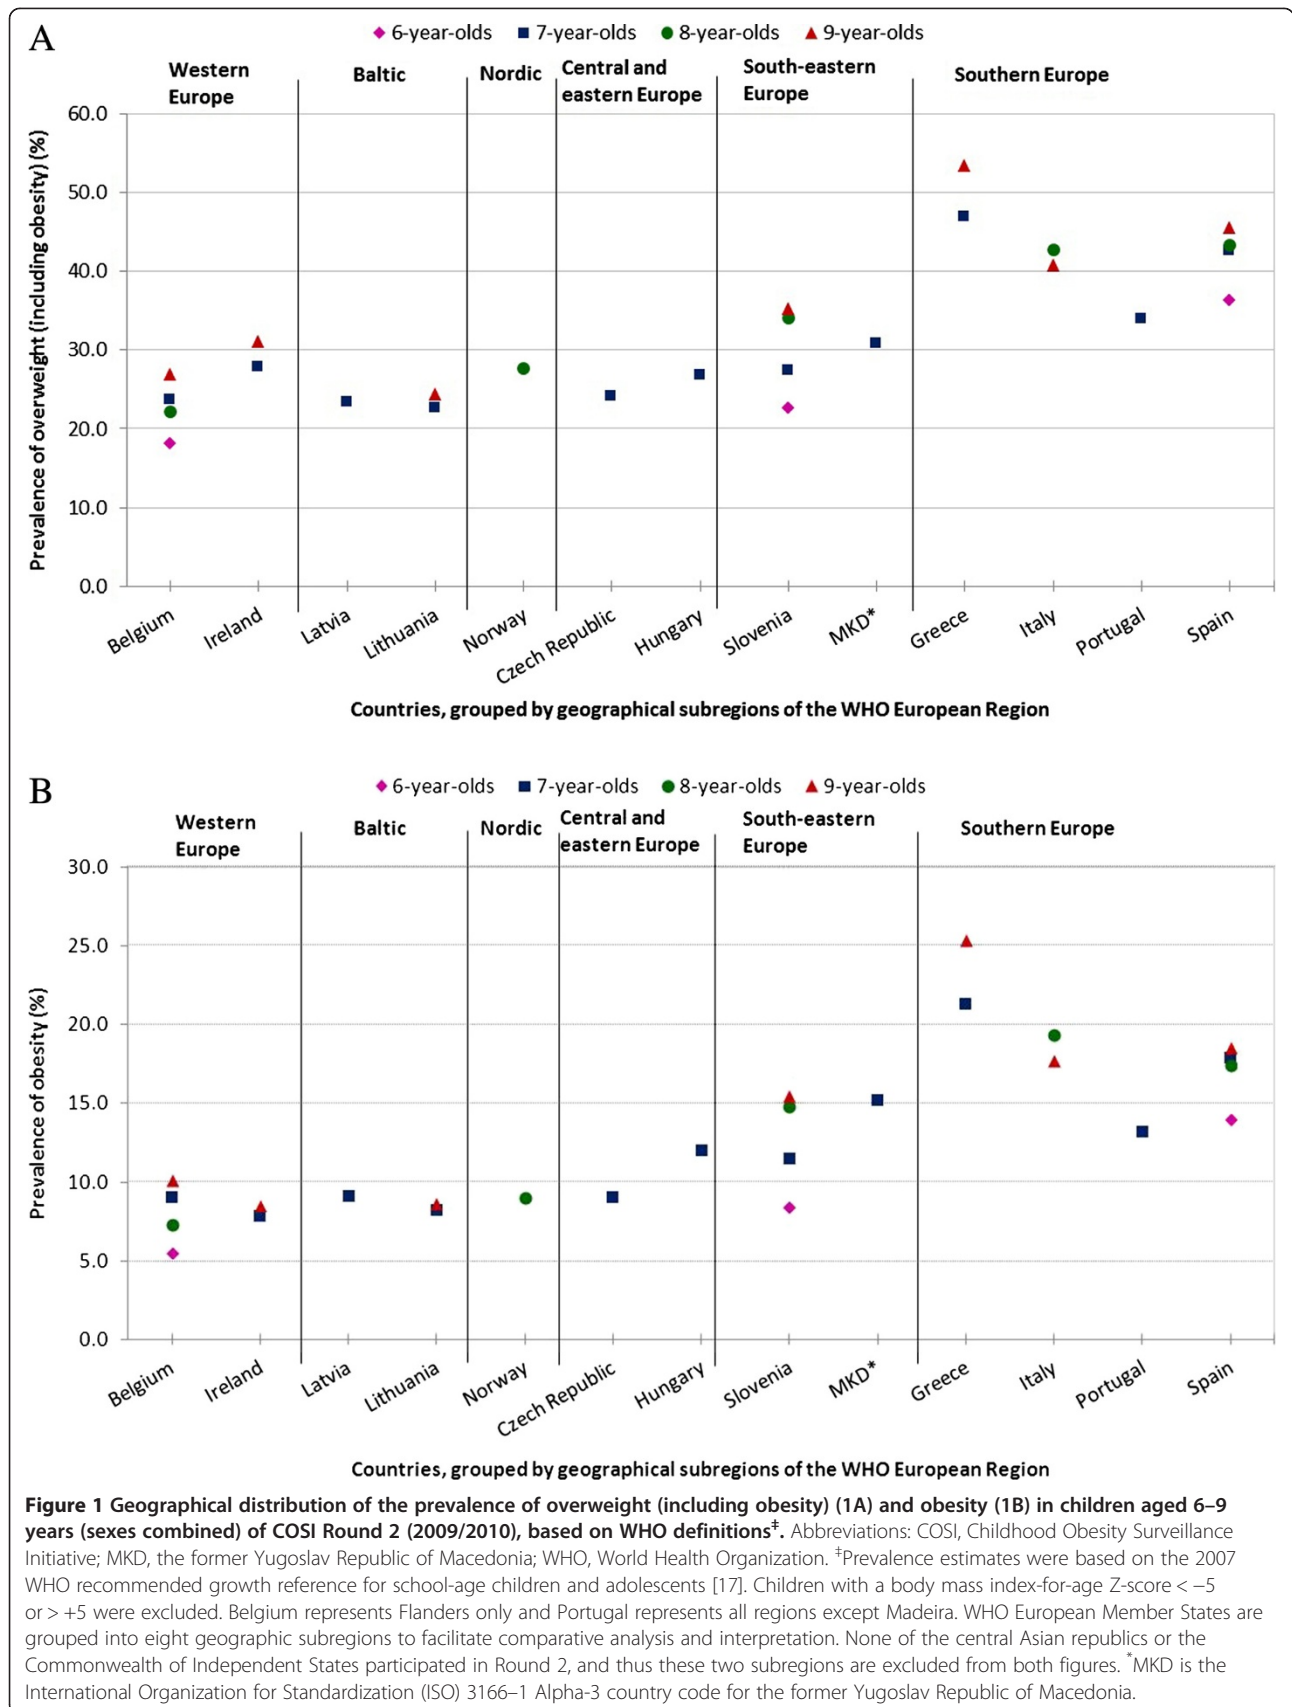 A
6-year-olds 7-year-olds 8-year-olds 9-year-olds
Western Europe
Baltic
Nordic
Central and eastern Europe
South-eastern Europe
Southern Europe
Prevalence of overweight (including obesity) (%)
60.0
50.0
40.0
30.0
20.0
10.0
0.0
Belgium
Ireland
Latvia
Lithuania
Norway
Czech Republic
Hungary
Slovenia
MKD*
Greece
Italy
Portugal
Spain
Countries, grouped by geographical subregions of the WHO European Region
B
6-year-olds 7-year-olds 8-year-olds 9-year-olds
Western Europe
Baltic
Nordic
Central and eastern Europe
South-eastern Europe
Southern Europe
Prevalence of obesity (%)
30.0
25.0
20.0
15.0
10.0
5.0
0.0
Belgium
Ireland
Latvia
Lithuania
Norway
Czech Republic
Hungary
Slovenia
MKD*
Greece
Italy
Portugal
Spain
Countries, grouped by geographical subregions of the WHO European Region
Figure 1 Geographical distribution of the prevalence of overweight (including obesity) (1A) and obesity (1B) in children aged 6–9
years (sexes combined) of COSI Round 2 (2009/2010), based on WHO definitions‡. Abbreviations: COSI, Childhood Obesity Surveillance
Initiative; MKD, the former Yugoslav Republic of Macedonia; WHO, World Health Organization. ‡Prevalence estimates were based on the 2007
WHO recommended growth reference for school-age children and adolescents [17]. Children with a body mass index-for-age Z-score < −5
or > +5 were excluded. Belgium represents Flanders only and Portugal represents all regions except Madeira. WHO European Member States are
grouped into eight geographic subregions to facilitate comparative analysis and interpretation. None of the central Asian republics or the
Commonwealth of Independent States participated in Round 2, and thus these two subregions are excluded from both figures. *MKD is the
International Organization for Standardization (ISO) 3166–1 Alpha-3 country code for the former Yugoslav Republic of Macedonia.